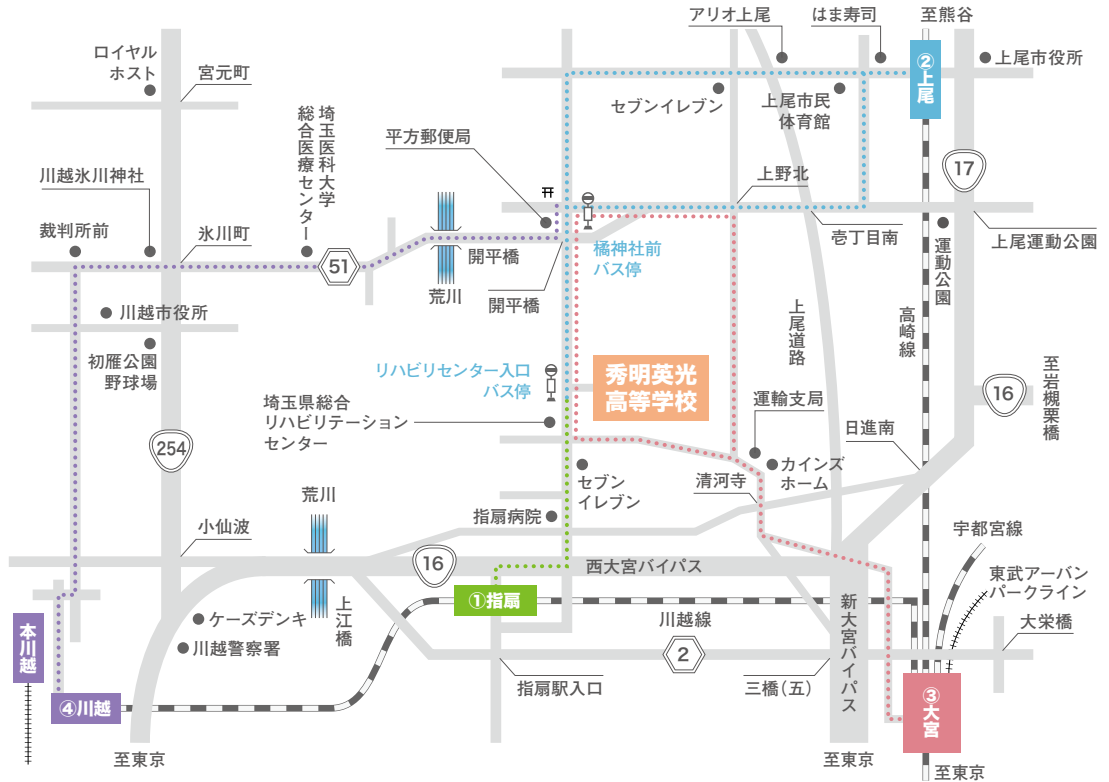 アリオ上尾
はま寿司
至熊谷
ロイヤル
ホスト
宮元町
②上尾
上尾市役所
セブンイレブン
上尾市民
体育館
埼玉医科大学
総合医療センター
平方郵便局
川越氷川神社
上野北
17
裁判所前
氷川町
51
開平橋
荒川
開平橋
橘神社前
バス停
壱丁目南
運動公園
上尾運動公園
川越市役所
初雁公園
野球場
上尾道路
高崎線
リハビリセンター入口
バス停
秀明英光
高等学校
至岩槻栗橋
16
埼玉県総合
リハビリテーション
センター
運輸支局
日進南
254
セブン
イレブン
清河寺
カインズ
ホーム
荒川
指扇病院
小仙波
16
西大宮バイパス
宇都宮線
①指扇
東武アーバン
パークライン
上江橋
ケーズデンキ
川越警察署
川越線
新大宮バイパス
大栄橋
本川越
2
④川越
指扇駅入口
三橋(五)
③大宮
至東京
至東京
至東京